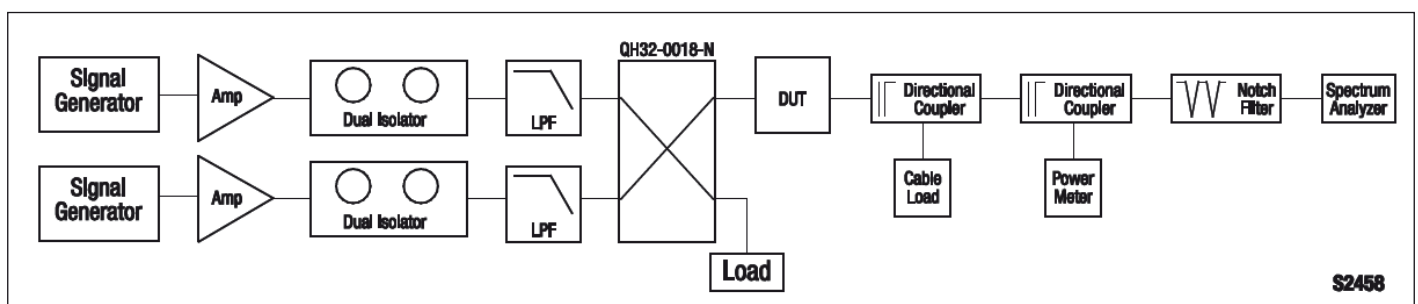 QH32-0018-N
Signal
Generator
Amp
Dual Isolator
LPF
DUT
Directional
Coupler
Directional
Coupler
Notch
Filter
Spectrum
Analyzer
Cable
Load
Power
Meter
Signal
Generator
Amp
Dual Isolator
LPF
Load
S2458